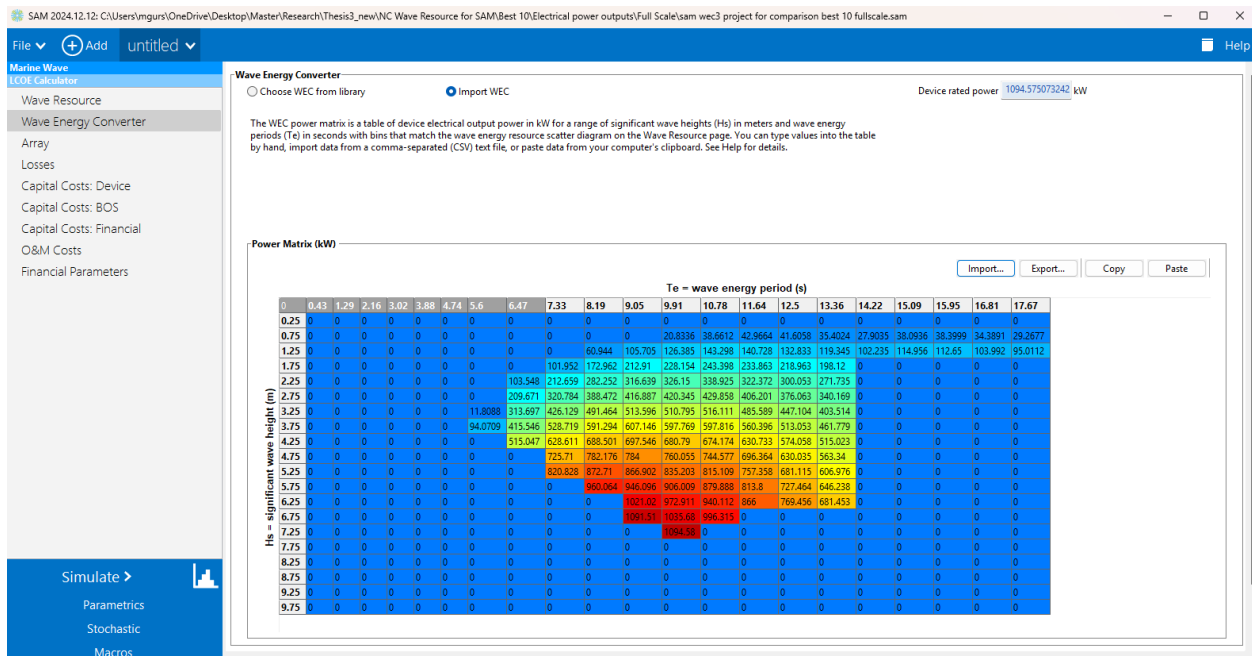 SAM 2024.12.12: C:\Users\mgurs\OneDrive\Desktop\Master\Research\Thesis3_new\NC Wave Resource for SAM\Best 10\Electrical power outputs\Full Scale\sam wec3 project for comparison best 10 fullscale.sam
File Add untitled Help
Marine Wave
LCOE Calculator
Wave Resource
Wave Energy Converter
Array
Losses
Capital Costs: Device
Capital Costs: BOS
Capital Costs: Financial
O&M Costs
Financial Parameters
Simulate >
Parametrics
Stochastic
Macros
Wave Energy Converter
Choose WEC from library Import WEC Device rated power 1094.575073242 kW
The WEC power matrix is a table of device electrical output power in kW for a range of significant wave heights (Hs) in meters and wave energy
periods (Te) in seconds with bins that match the wave energy resource scatter diagram on the Wave Resource page. You can type values into the table
by hand, import data from a comma-separated (CSV) text file, or paste data from your computer's clipboard. See Help for details.
Power Matrix (kW)
Import... Export... Copy Paste
Te = wave energy period (s)
Hs = significant wave height (m)
0 0.43 1.29 2.16 3.02 3.88 4.74 5.6 6.47 7.33 8.19 9.05 9.91 10.78 11.64 12.5 13.36 14.22 15.09 15.95 16.81 17.67
0.25 0 0 0 0 0 0 0 0 0 0 0 0 0 0 0 0 0 0 0 0 0
0.75 0 0 0 0 0 0 0 0 0 0 0 20.8336 38.6612 42.9664 41.6058 35.4024 27.9035 38.0936 38.3999 34.3891 29.2677
1.25 0 0 0 0 0 0 0 0 0 60.944 105.705 126.385 143.298 140.728 132.833 119.345 102.235 114.956 112.65 103.992 95.0112
1.75 0 0 0 0 0 0 0 0 101.952 172.962 212.91 228.154 243.398 233.863 218.963 198.12 0 0 0 0 0
2.25 0 0 0 0 0 0 0 103.548 212.659 282.252 316.639 326.15 338.925 322.372 300.053 271.735 0 0 0 0 0
2.75 0 0 0 0 0 0 0 209.671 320.784 388.472 416.887 420.345 429.858 406.201 376.063 340.169 0 0 0 0 0
3.25 0 0 0 0 0 0 11.8088 313.697 426.129 491.464 513.596 510.795 516.111 485.589 447.104 403.514 0 0 0 0 0
3.75 0 0 0 0 0 0 94.0709 415.546 528.719 591.294 607.146 597.769 597.816 560.396 513.053 461.779 0 0 0 0 0
4.25 0 0 0 0 0 0 0 515.047 628.611 688.501 697.546 680.79 674.174 630.733 574.058 515.023 0 0 0 0 0
4.75 0 0 0 0 0 0 0 0 725.71 782.176 784 760.055 744.577 696.364 630.035 563.34 0 0 0 0 0
5.25 0 0 0 0 0 0 0 0 820.828 872.71 866.902 835.203 815.109 757.358 681.115 606.976 0 0 0 0 0
5.75 0 0 0 0 0 0 0 0 0 960.064 946.096 906.009 879.888 813.8 727.464 646.238 0 0 0 0 0
6.25 0 0 0 0 0 0 0 0 0 0 1021.02 972.911 940.112 866 769.456 681.453 0 0 0 0 0
6.75 0 0 0 0 0 0 0 0 0 0 1091.51 1035.68 996.315 0 0 0 0 0 0 0 0
7.25 0 0 0 0 0 0 0 0 0 0 0 1094.58 0 0 0 0 0 0 0 0 0
7.75 0 0 0 0 0 0 0 0 0 0 0 0 0 0 0 0 0 0 0 0 0
8.25 0 0 0 0 0 0 0 0 0 0 0 0 0 0 0 0 0 0 0 0 0
8.75 0 0 0 0 0 0 0 0 0 0 0 0 0 0 0 0 0 0 0 0 0
9.25 0 0 0 0 0 0 0 0 0 0 0 0 0 0 0 0 0 0 0 0 0
9.75 0 0 0 0 0 0 0 0 0 0 0 0 0 0 0 0 0 0 0 0 0